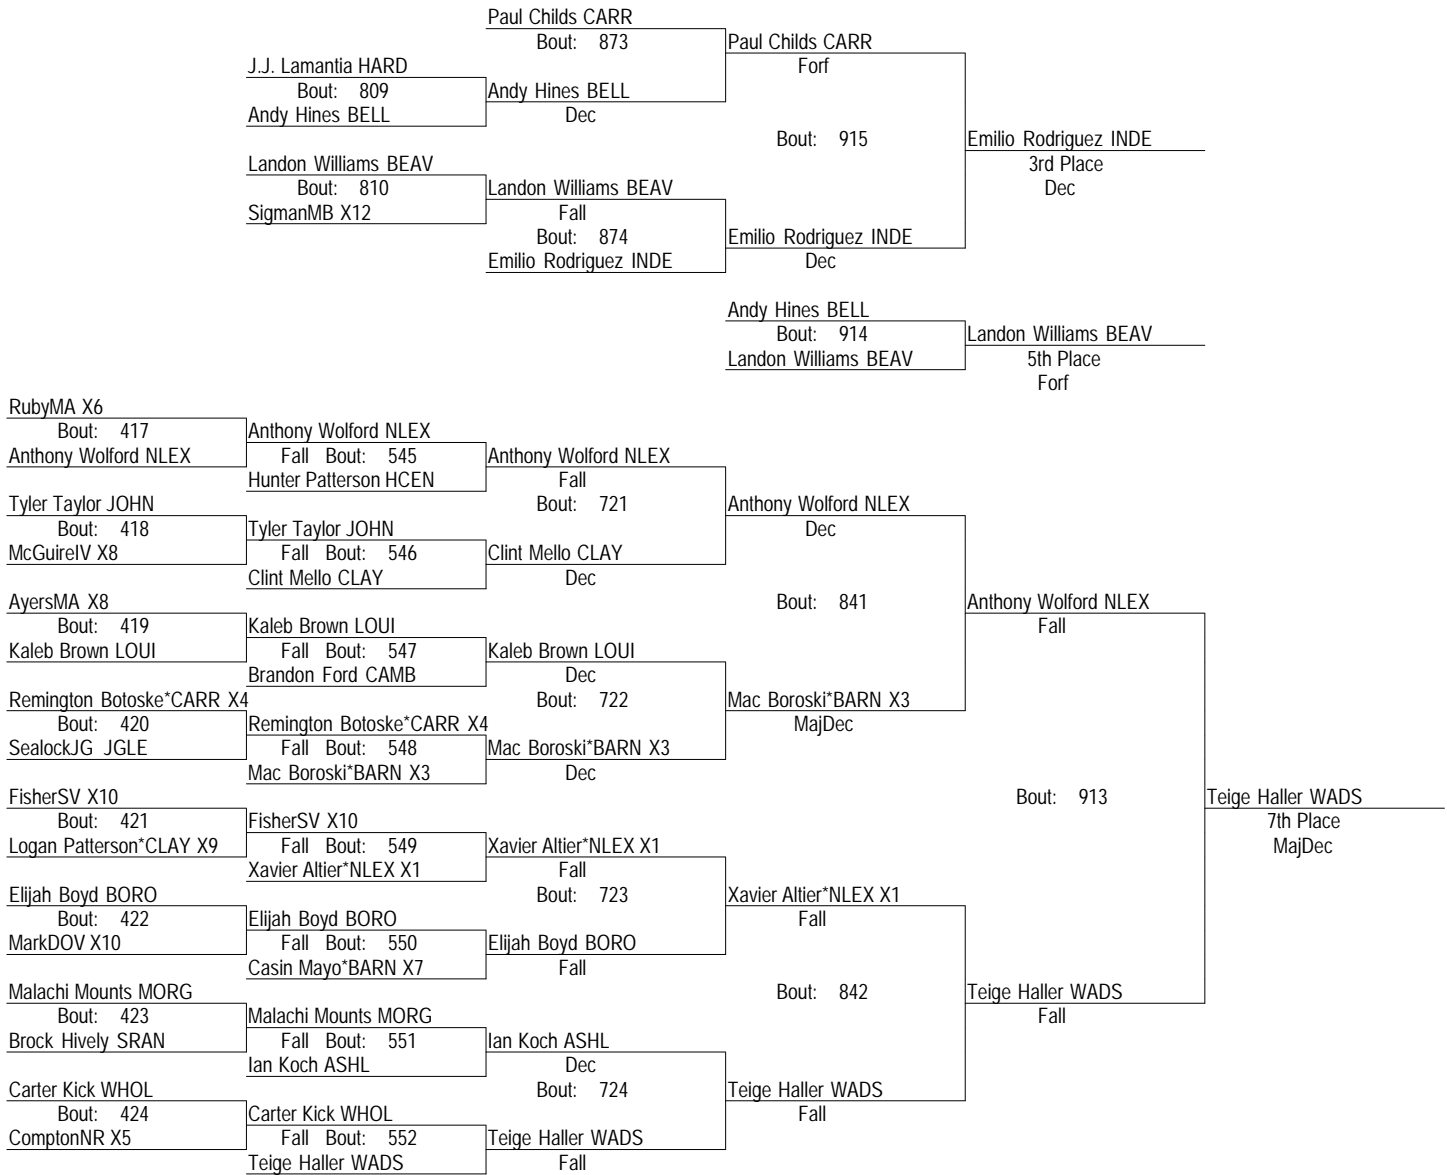 Paul Childs CARR
Bout: 873
Paul Childs CARR
Forf
J.J. Lamantia HARD
Bout: 809
Andy Hines BELL
Andy Hines BELL
Dec
Bout: 915
Emilio Rodriguez INDE
3rd Place
Dec
Landon Williams BEAV
Bout: 810
Landon Williams BEAV
SigmanMB X12
Fall
Bout: 874
Emilio Rodriguez INDE
Emilio Rodriguez INDE
Dec
Andy Hines BELL
Bout: 914
Landon Williams BEAV
Landon Williams BEAV
5th Place
Forf
RubyMA X6
Bout: 417
Anthony Wolford NLEX
Anthony Wolford NLEX
Fall Bout: 545
Anthony Wolford NLEX
Hunter Patterson HCEN
Fall
Tyler Taylor JOHN
Bout: 721
Anthony Wolford NLEX
Bout: 418
Tyler Taylor JOHN
Dec
McGuireIV X8
Fall Bout: 546
Clint Mello CLAY
Clint Mello CLAY
Dec
AyersMA X8
Bout: 841
Anthony Wolford NLEX
Bout: 419
Kaleb Brown LOUI
Fall
Kaleb Brown LOUI
Fall Bout: 547
Kaleb Brown LOUI
Brandon Ford CAMB
Dec
Remington Botoske*CARR X4
Bout: 722
Mac Boroski*BARN X3
Bout: 420
Remington Botoske*CARR X4
MajDec
SealockJG JGLE
Fall Bout: 548
Mac Boroski*BARN X3
Mac Boroski*BARN X3
Dec
FisherSV X10
Bout: 913
Teige Haller WADS
Bout: 421
FisherSV X10
7th Place
Logan Patterson*CLAY X9
Fall Bout: 549
Xavier Altier*NLEX X1
MajDec
Xavier Altier*NLEX X1
Fall
Elijah Boyd BORO
Bout: 723
Xavier Altier*NLEX X1
Bout: 422
Elijah Boyd BORO
Fall
MarkDOV X10
Fall Bout: 550
Elijah Boyd BORO
Casin Mayo*BARN X7
Fall
Malachi Mounts MORG
Bout: 842
Teige Haller WADS
Bout: 423
Malachi Mounts MORG
Fall
Brock Hively SRAN
Fall Bout: 551
Ian Koch ASHL
Ian Koch ASHL
Dec
Carter Kick WHOL
Bout: 724
Teige Haller WADS
Bout: 424
Carter Kick WHOL
Fall
ComptonNR X5
Fall Bout: 552
Teige Haller WADS
Teige Haller WADS
Fall